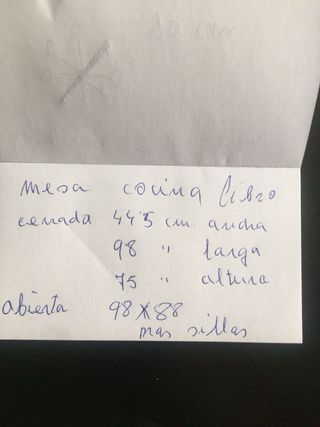 mesa cocina libro
cerrada 44'5 cm. ancha
98 " larga
75 " altura
abierta 98 x 88
mas sillas